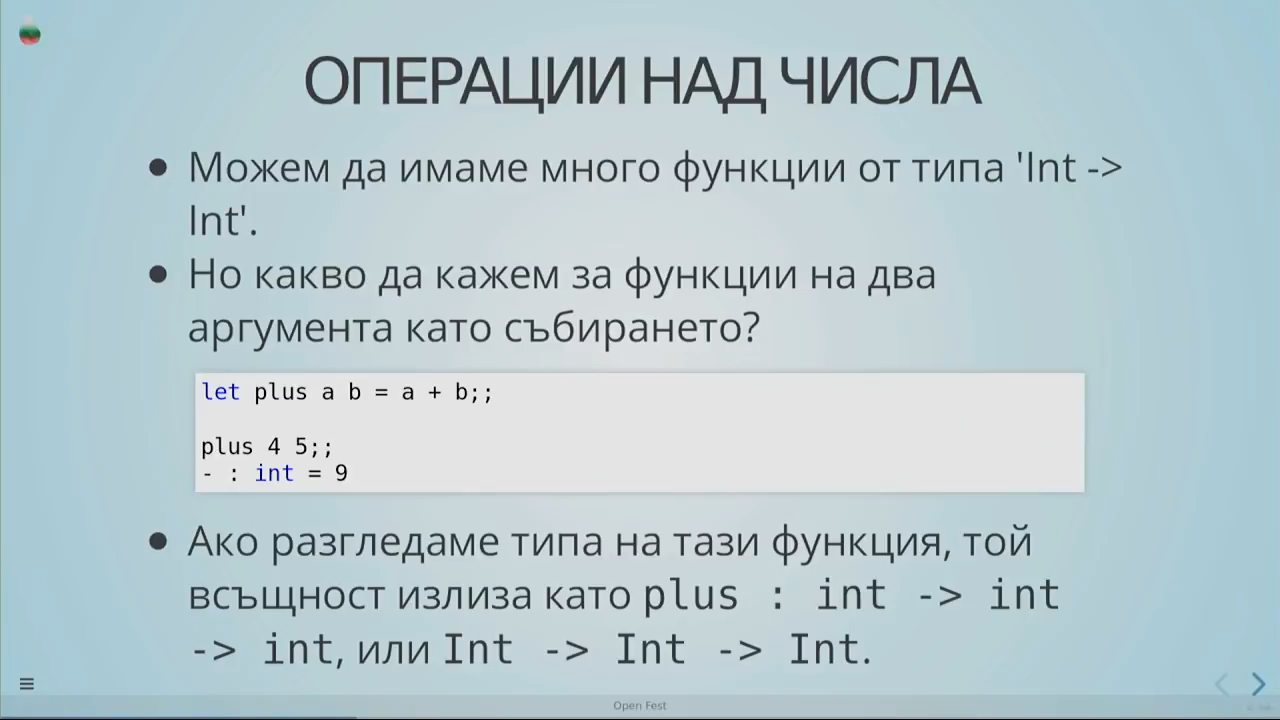 ОПЕРАЦИИ НАД ЧИСЛА
Можем да имаме много функции от типа 'Int ->
Int'.
Но какво да кажем за функции на два
аргумента като събирането?
let plus a b = a + b;;
plus 4 5;;
- : int = 9
Ако разгледаме типа на тази функция, той
всъщност излиза като plus : int -> int
-> int, или Int -> Int -> Int.
Open Fest